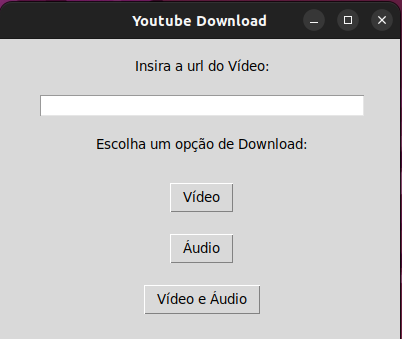 Youtube Download
Insira a url do Vídeo:
Escolha um opção de Download:
Vídeo
Áudio
Vídeo e Áudio